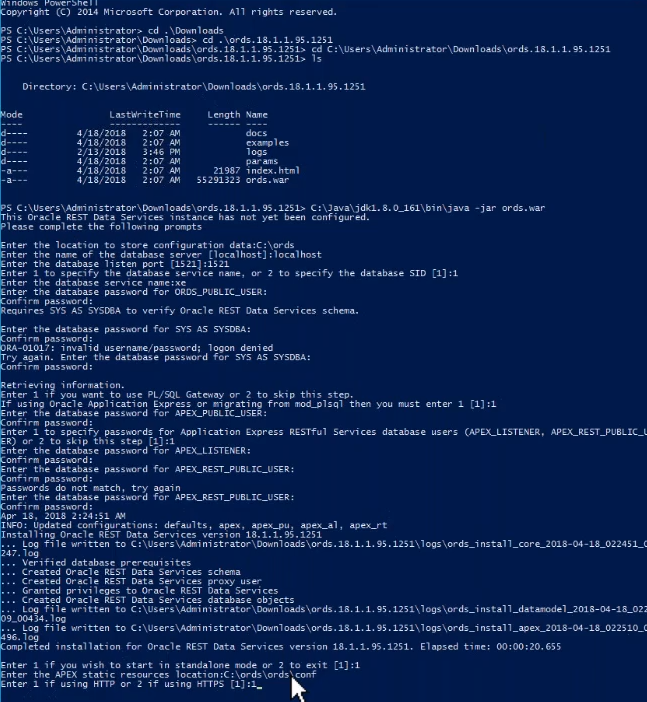 Windows PowerShell
Copyright (C) 2014 Microsoft Corporation. All rights reserved.
PS C:\Users\Administrator> cd .\Downloads
PS C:\Users\Administrator\Downloads> cd .\ords.18.1.1.95.1251
PS C:\Users\Administrator\Downloads\ords.18.1.1.95.1251> cd C:\Users\Administrator\Downloads\ords.18.1.1.95.1251
PS C:\Users\Administrator\Downloads\ords.18.1.1.95.1251> ls
Directory: C:\Users\Administrator\Downloads\ords.18.1.1.95.1251
Mode LastWriteTime Length Name
---- ------------- ------ ----
d---- 4/18/2018 2:07 AM docs
d---- 4/18/2018 2:07 AM examples
d---- 2/13/2018 3:46 PM logs
d---- 4/18/2018 2:07 AM params
-a--- 4/18/2018 2:07 AM 21987 index.html
-a--- 4/18/2018 2:07 AM 55291323 ords.war
PS C:\Users\Administrator\Downloads\ords.18.1.1.95.1251> C:\Java\jdk1.8.0_161\bin\java -jar ords.war
This Oracle REST Data Services instance has not yet been configured.
Please complete the following prompts
Enter the location to store configuration data:C:\ords
Enter the name of the database server [localhost]:localhost
Enter the database listen port [1521]:1521
Enter 1 to specify the database service name, or 2 to specify the database SID [1]:1
Enter the database service name:xe
Enter the database password for ORDS_PUBLIC_USER:
Confirm password:
Requires SYS AS SYSDBA to verify Oracle REST Data Services schema.
Enter the database password for SYS AS SYSDBA:
Confirm password:
ORA-01017: invalid username/password; logon denied
Try again. Enter the database password for SYS AS SYSDBA:
Confirm password:
Retrieving information.
Enter 1 if you want to use PL/SQL Gateway or 2 to skip this step.
If using Oracle Application Express or migrating from mod_plsql then you must enter 1 [1]:1
Enter the database password for APEX_PUBLIC_USER:
Confirm password:
Enter 1 to specify passwords for Application Express RESTful Services database users (APEX_LISTENER, APEX_REST_PUBLIC_U
ER) or 2 to skip this step [1]:1
Enter the database password for APEX_LISTENER:
Confirm password:
Enter the database password for APEX_REST_PUBLIC_USER:
Confirm password:
Passwords do not match, try again
Enter the database password for APEX_REST_PUBLIC_USER:
Confirm password:
Apr 18, 2018 2:24:51 AM
INFO: Updated configurations: defaults, apex, apex_pu, apex_al, apex_rt
Installing Oracle REST Data Services version 18.1.1.95.1251
... Log file written to C:\Users\Administrator\Downloads\ords.18.1.1.95.1251\logs\ords_install_core_2018-04-18_022451_0
247.log
... Verified database prerequisites
... Created Oracle REST Data Services schema
... Created Oracle REST Data Services proxy user
... Granted privileges to Oracle REST Data Services
... Created Oracle REST Data Services database objects
... Log file written to C:\Users\Administrator\Downloads\ords.18.1.1.95.1251\logs\ords_install_datamodel_2018-04-18_022
09_00434.log
... Log file written to C:\Users\Administrator\Downloads\ords.18.1.1.95.1251\logs\ords_install_apex_2018-04-18_022510_0
496.log
Completed installation for Oracle REST Data Services version 18.1.1.95.1251. Elapsed time: 00:00:20.655
Enter 1 if you wish to start in standalone mode or 2 to exit [1]:1
Enter the APEX static resources location:C:\ords\ords\conf
Enter 1 if using HTTP or 2 if using HTTPS [1]:1_